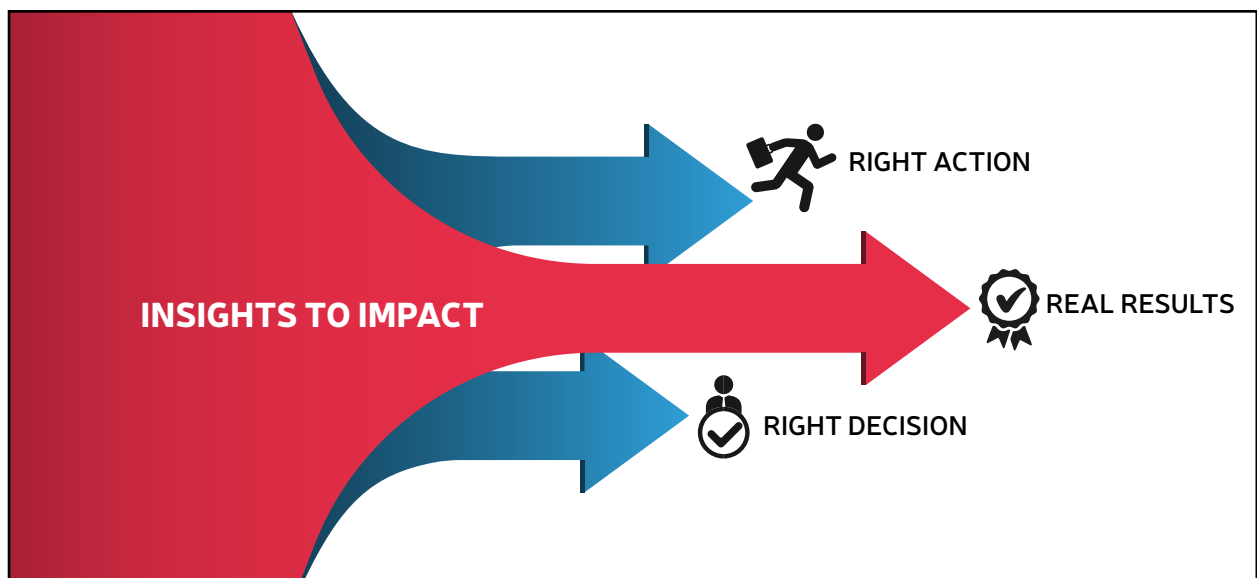 RIGHT ACTION
INSIGHTS TO IMPACT
REAL RESULTS
RIGHT DECISION